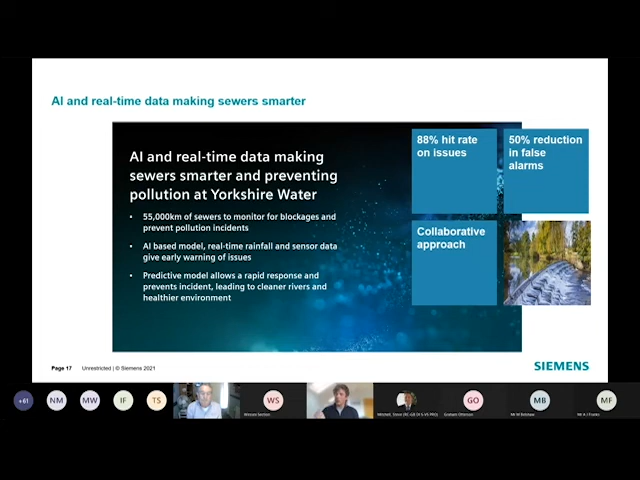 AI and real-time data making sewers smarter
AI and real-time data making
sewers smarter and preventing
pollution at Yorkshire Water
• 55,000km of sewers to monitor for blockages and
prevent pollution incidents
• AI based model, real-time rainfall and sensor data
give early warning of issues
• Predictive model allows a rapid response and
prevents incident, leading to cleaner rivers and
healthier environment
88% hit rate
on issues
50% reduction
in false
alarms
Collaborative
approach
Page 17 Unrestricted | © Siemens 2021
SIEMENS
+61
NM
MW
IF
TS
WS
GO
MB
MF
Mr M Belshaw
Mr A J Franks